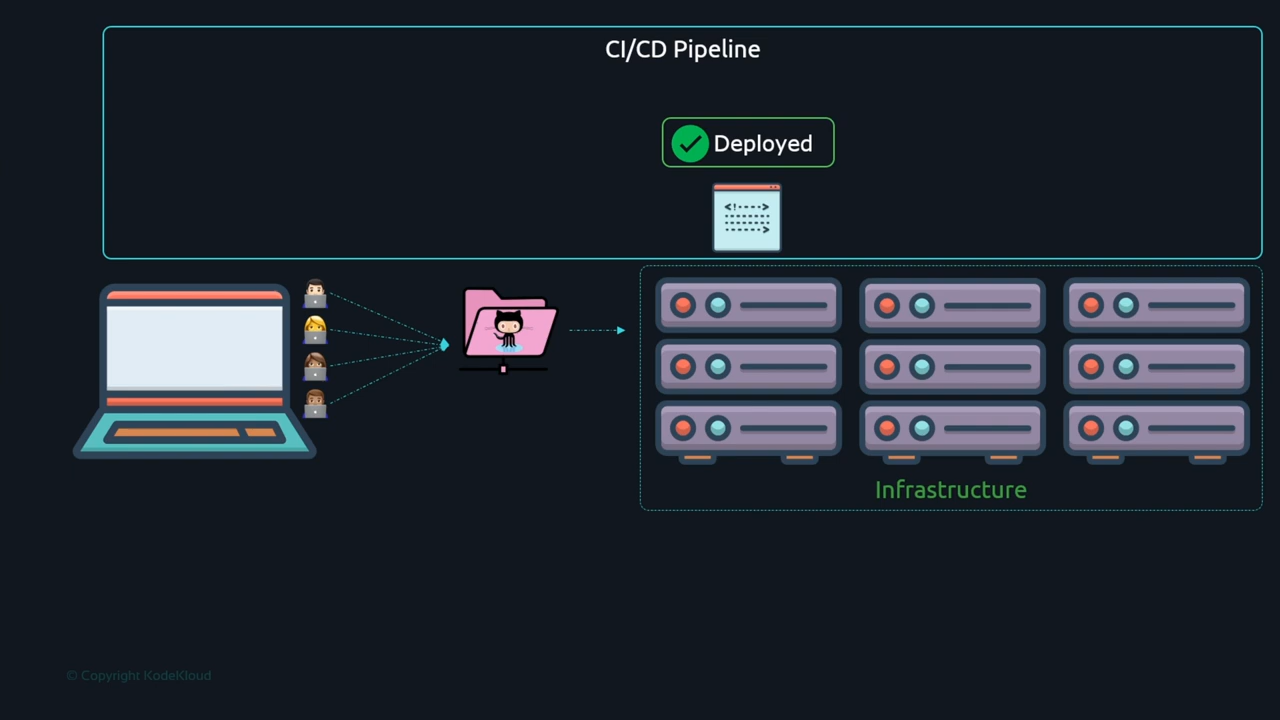 CI/CD Pipeline
Deployed
<!---->
Infrastructure
© Copyright KodeKloud